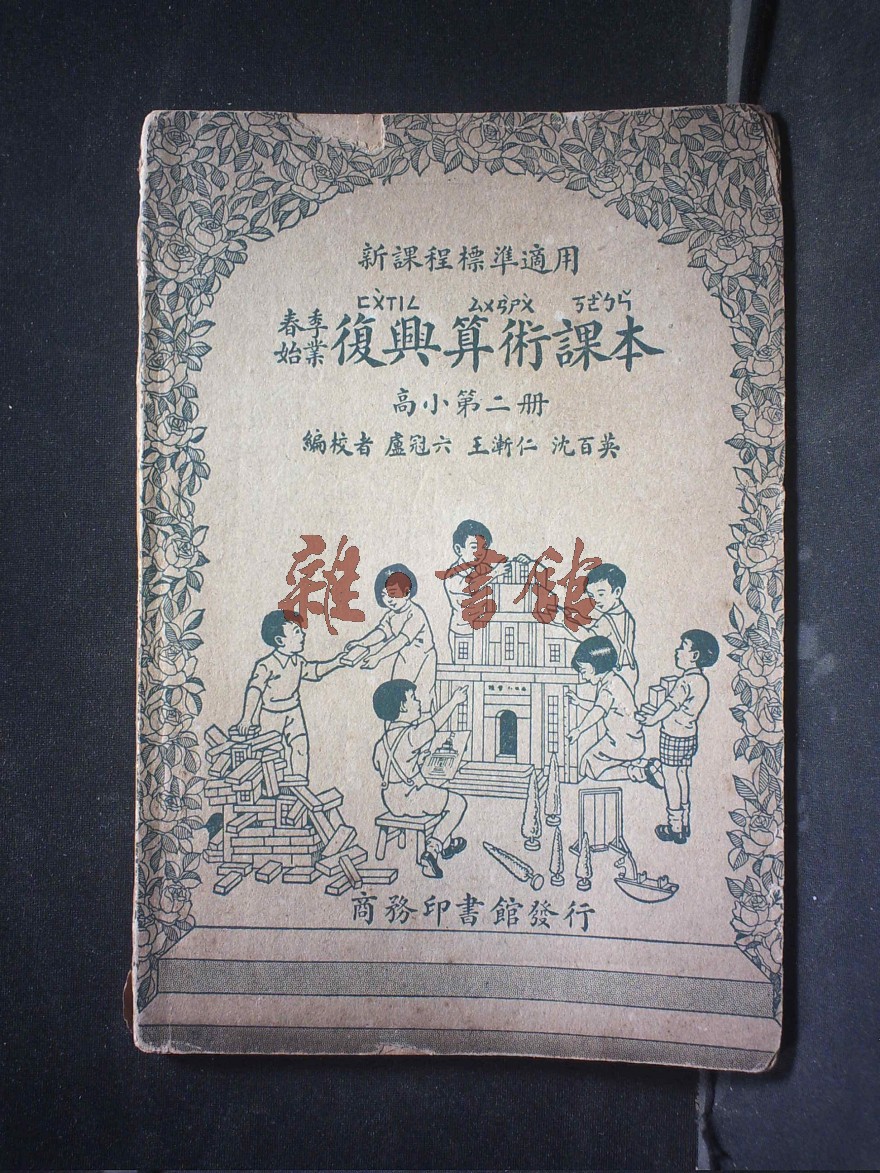 新課程標準適用
春季始業
ㄈㄨˋㄒㄧㄥ ㄙㄨㄢˋㄕㄨˋ ㄎㄜˋㄅㄣˇ
復興算術課本
高小第二册
編校者 盧冠六 王漸仁 沈百英
雜·書館
商務印書館發行